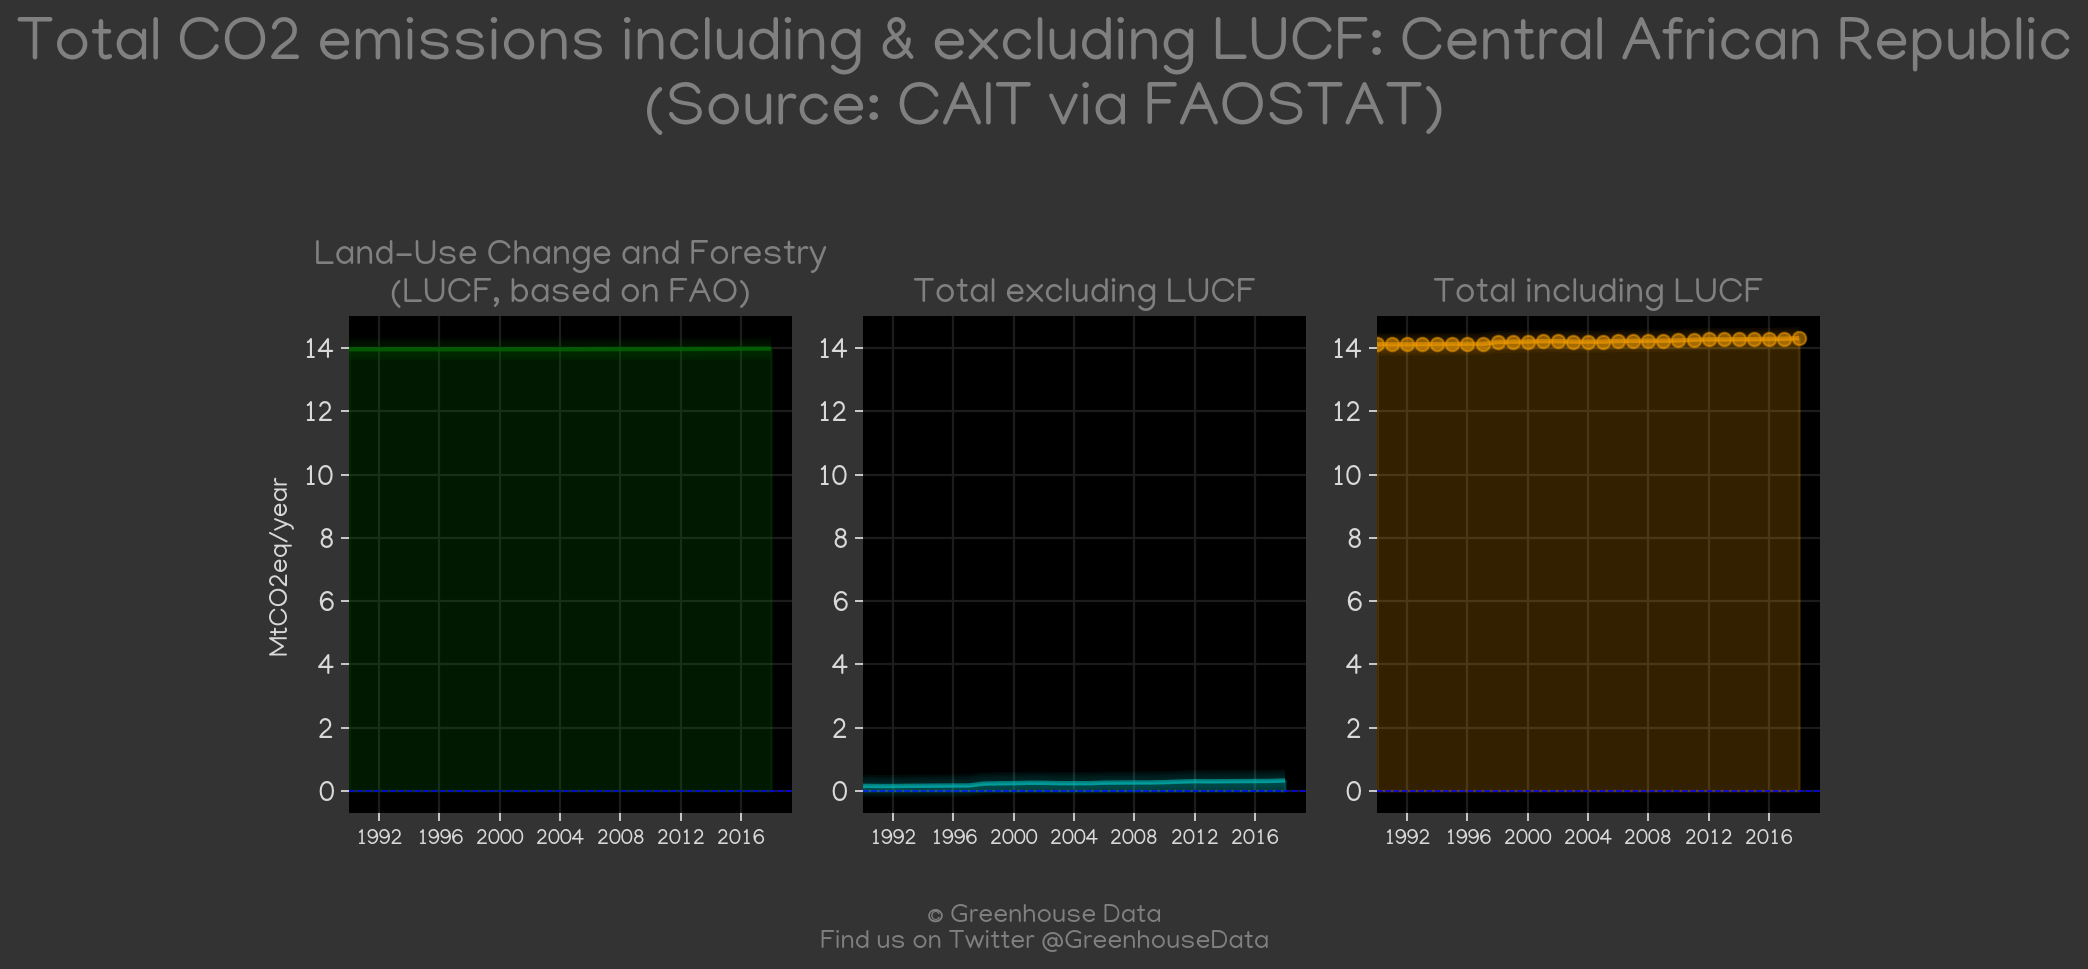 Total CO2 emissions including & excluding LUCF: Central African Republic
(Source: CAIT via FAOSTAT)
Land-Use Change and Forestry
(LUCF, based on FAO)
MtCO2eq/year
14
12
10
8
6
4
2
0
1992 1996 2000 2004 2008 2012 2016
Total excluding LUCF
14
12
10
8
6
4
2
0
1992 1996 2000 2004 2008 2012 2016
Total including LUCF
14
12
10
8
6
4
2
0
1992 1996 2000 2004 2008 2012 2016
© Greenhouse Data
Find us on Twitter @GreenhouseData